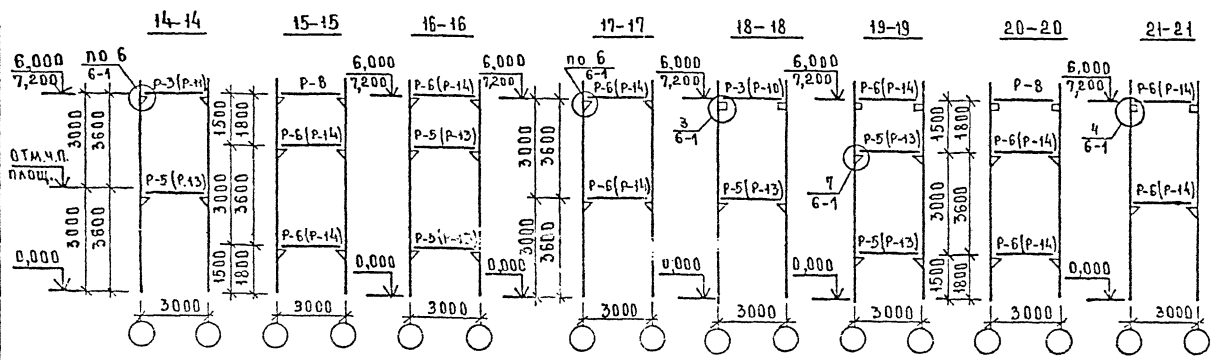 14-14
15-15
16-16
17-17
18-18
19-19
20-20
21-21
6,000
7,200
по 6
6-1
Р-3(Р-11)
3000
3600
ОТМ.Ч.П.
ПЛОЩ.
Р-5(Р-13)
3000
3600
0,000
3000
1500
1800
3000
3600
1500
1800
Р-8
Р-6(Р-14)
Р-6(Р-14)
3000
6,000
7,200
Р-6(Р-14)
Р-5(Р-13)
0,000
3000
6,000
7,200
0,000
3000
3600
3000
3600
по 6
6-1
Р-6(Р-14)
Р-6(Р-14)
3000
6,000
7,200
3
6-1
Р-3(Р-10)
Р-5(Р-13)
0,000
3000
6,000
7,200
7
6-1
Р-6(Р-14)
Р-5(Р-13)
Р-5(Р-13)
3000
1500
1800
3000
3600
1500
1800
Р-8
Р-6(Р-14)
Р-6(Р-14)
3000
6,000
7,200
4
6-1
Р-6(Р-14)
Р-6(Р-14)
0,000
3000